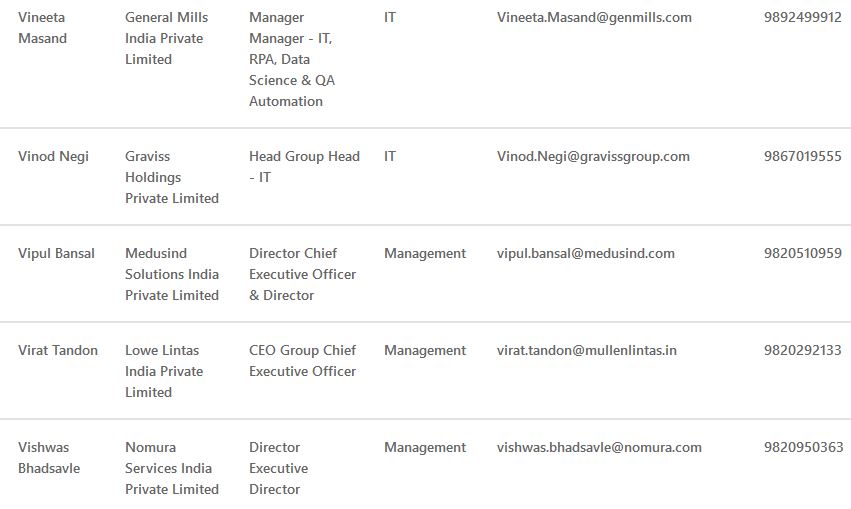 Vineeta General Mills Manager IT Vineeta.Masand@genmills.com 9892499912
Masand India Private Manager - IT,
Limited RPA, Data
Science & QA
Automation
Vinod Negi Graviss Head Group Head IT Vinod.Negi@gravissgroup.com 9867019555
Holdings - IT
Private Limited
Vipul Bansal Medusind Director Chief Management vipul.bansal@medusind.com 9820510959
Solutions India Executive Officer
Private Limited & Director
Virat Tandon Lowe Lintas CEO Group Chief Management virat.tandon@mullenlintas.in 9820292133
India Private Executive Officer
Limited
Vishwas Nomura Director Management vishwas.bhadsavle@nomura.com 9820950363
Bhadsavle Services India Executive
Private Limited Director